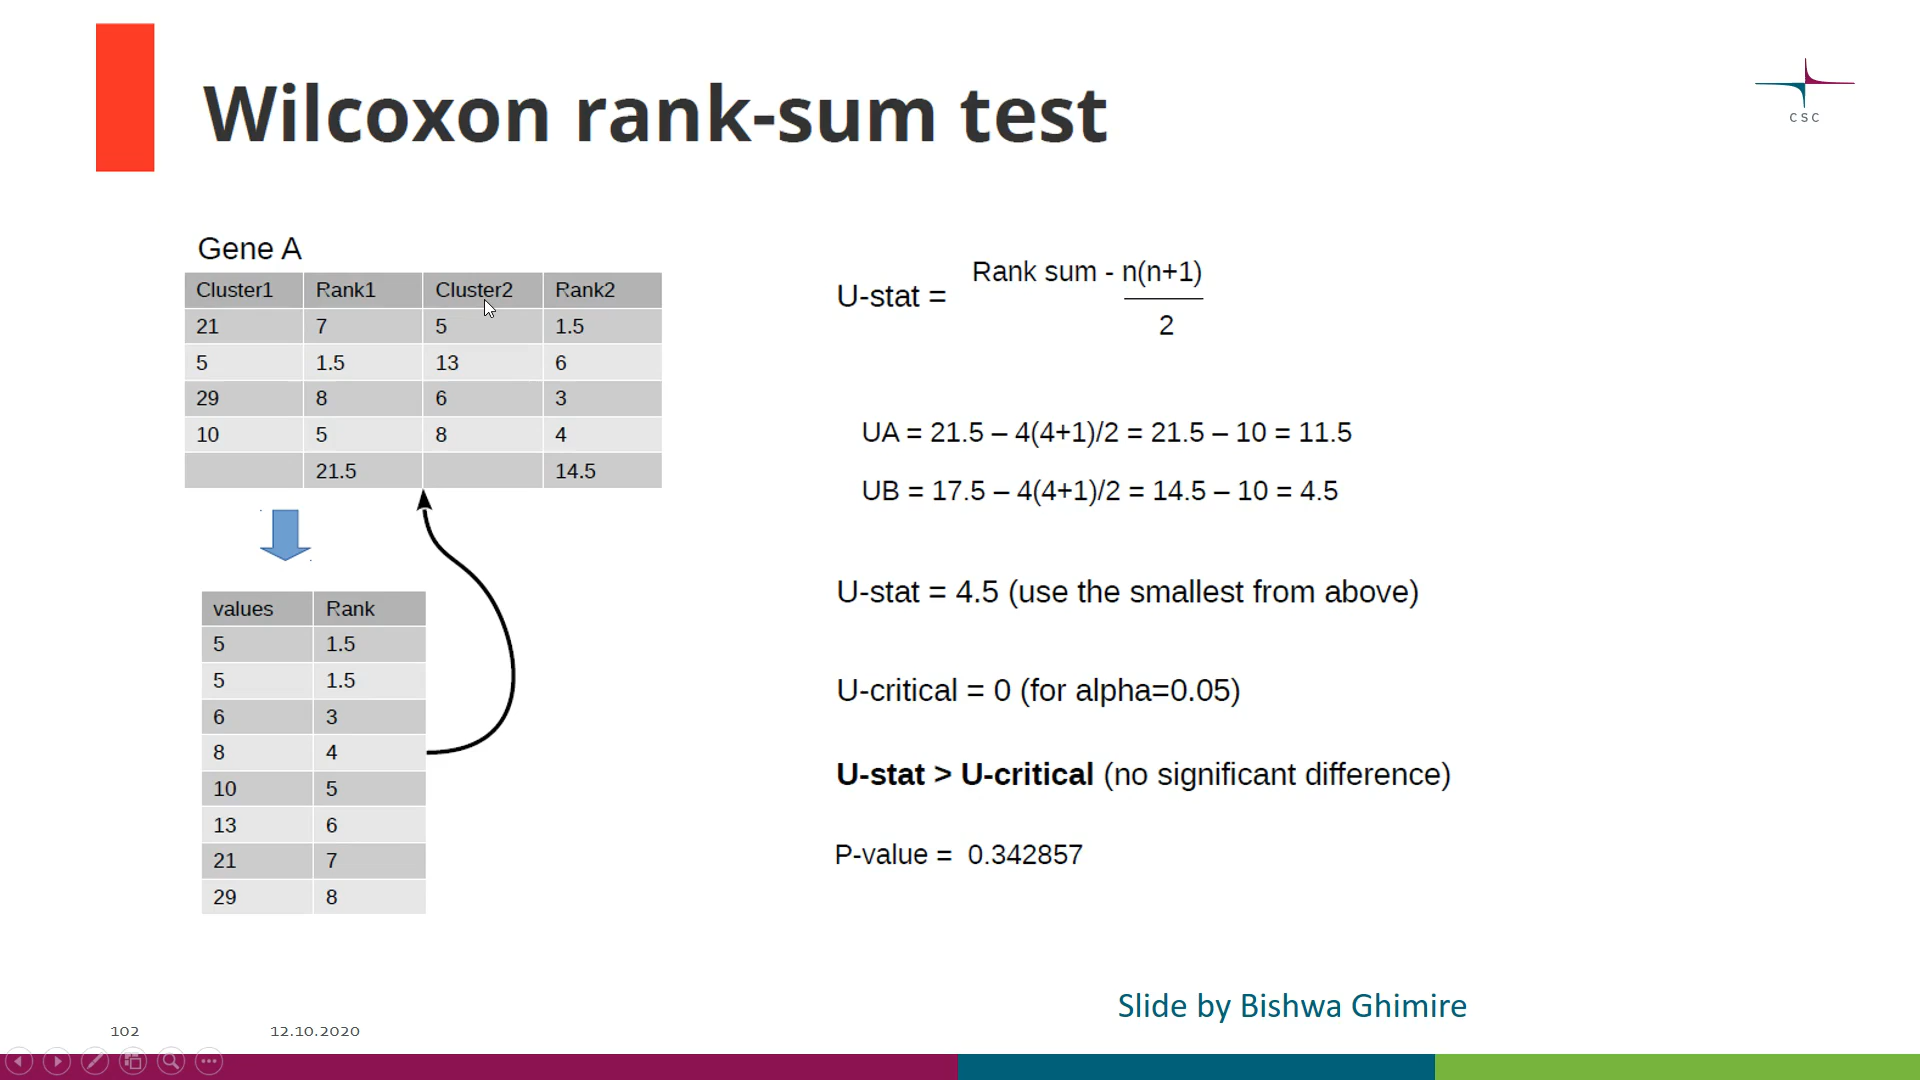 Wilcoxon rank-sum test
CSC
Gene A
Cluster1 Rank1 Cluster2 Rank2
21 7 5 1.5
5 1.5 13 6
29 8 6 3
10 5 8 4
21.5 14.5
values Rank
5 1.5
5 1.5
6 3
8 4
10 5
13 6
21 7
29 8
U-stat = Rank sum - n(n+1)
2
UA = 21.5 – 4(4+1)/2 = 21.5 – 10 = 11.5
UB = 17.5 – 4(4+1)/2 = 14.5 – 10 = 4.5
U-stat = 4.5 (use the smallest from above)
U-critical = 0 (for alpha=0.05)
U-stat > U-critical (no significant difference)
P-value = 0.342857
Slide by Bishwa Ghimire
102 12.10.2020